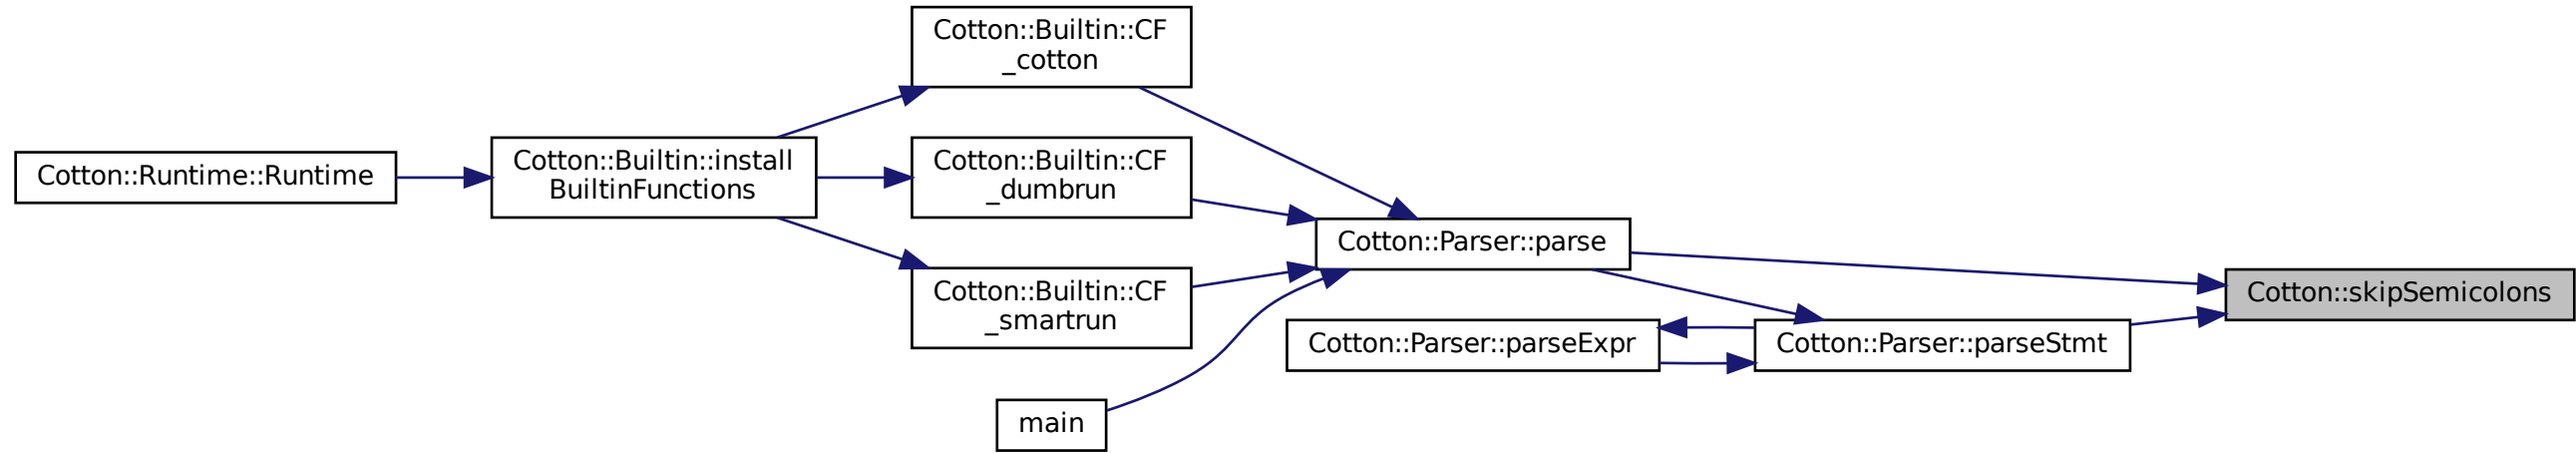 Cotton::Builtin::CF
_cotton
Cotton::Runtime::Runtime
Cotton::Builtin::install
BuiltinFunctions
Cotton::Builtin::CF
_dumbrun
Cotton::Builtin::CF
_smartrun
main
Cotton::Parser::parse
Cotton::Parser::parseExpr
Cotton::Parser::parseStmt
Cotton::skipSemicolons